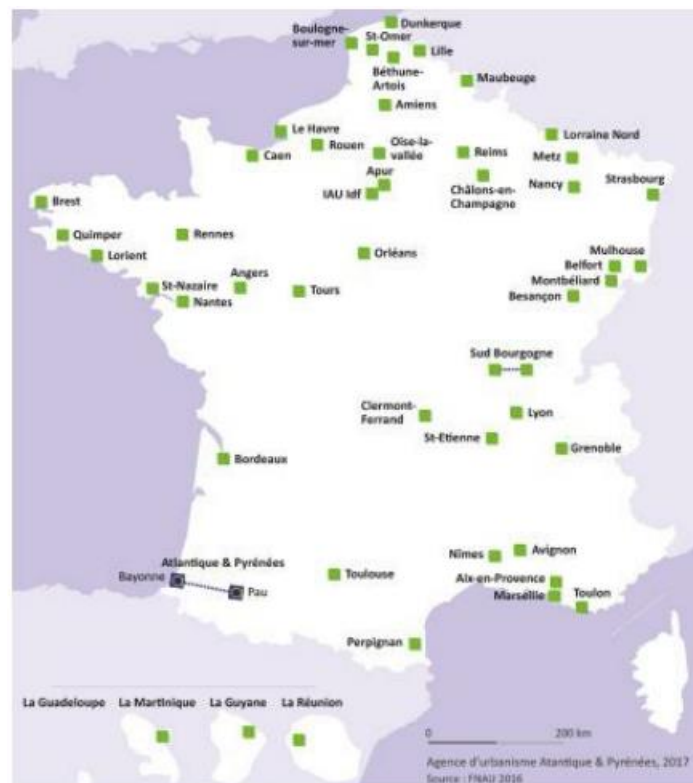 Dunkerque
Boulogne-
sur-mer
St-Omer
Lille
Béthune-
Artois
Maubeuge
Amiens
Le Havre
Rouen
Oise-la-
vallée
Reims
Lorraine Nord
Caen
Metz
Apur
IAU Idf
Châlons-en-
Champagne
Nancy
Strasbourg
Brest
Quimper
Rennes
Lorient
Orléans
Mulhouse
Belfort
Montbéliard
Besançon
St-Nazaire
Angers
Nantes
Tours
Sud Bourgogne
Clermont-
Ferrand
Lyon
St-Etienne
Grenoble
Bordeaux
Nîmes
Avignon
Atlantique & Pyrénées
Bayonne
Pau
Toulouse
Aix-en-Provence
Marseille
Toulon
Perpignan
La Guadeloupe La Martinique La Guyane La Réunion
0 200 km
Agence d'urbanisme Atantique & Pyrénées, 2017
Source : FNAU 2016